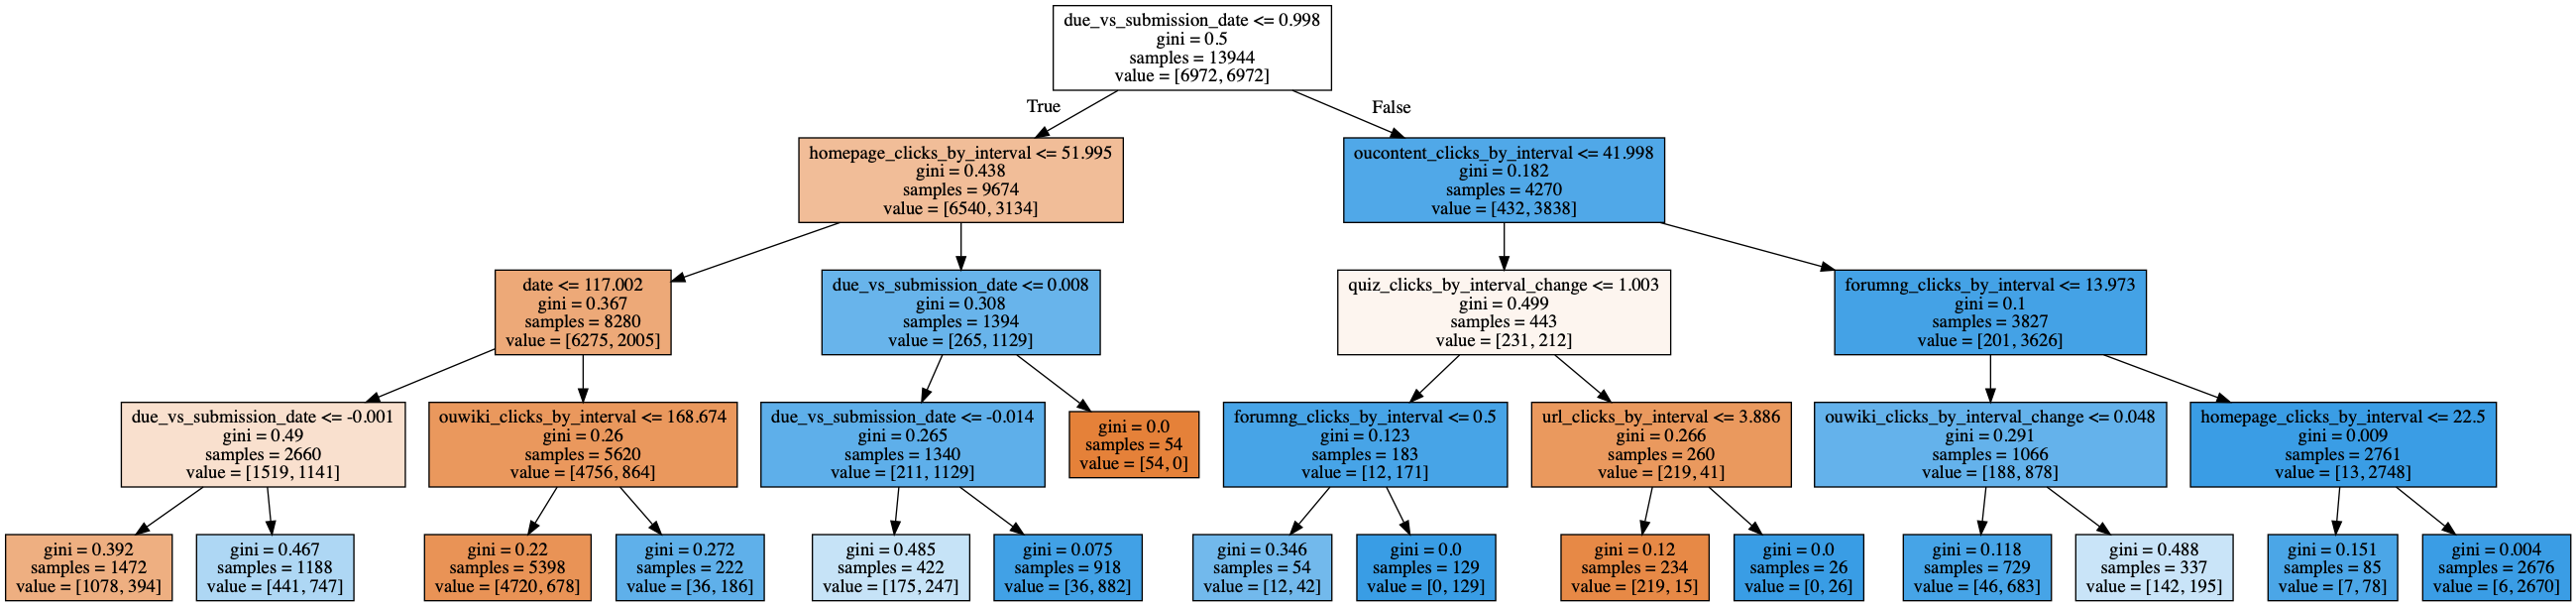 due_vs_submission_date <= 0.998
gini = 0.5
samples = 13944
value = [6972, 6972]
True
False
homepage_clicks_by_interval <= 51.995
gini = 0.438
samples = 9674
value = [6540, 3134]
oucontent_clicks_by_interval <= 41.998
gini = 0.182
samples = 4270
value = [432, 3838]
date <= 117.002
gini = 0.367
samples = 8280
value = [6275, 2005]
due_vs_submission_date <= 0.008
gini = 0.308
samples = 1394
value = [265, 1129]
quiz_clicks_by_interval_change <= 1.003
gini = 0.499
samples = 443
value = [231, 212]
forumng_clicks_by_interval <= 13.973
gini = 0.1
samples = 3827
value = [201, 3626]
due_vs_submission_date <= -0.001
gini = 0.49
samples = 2660
value = [1519, 1141]
ouwiki_clicks_by_interval <= 168.674
gini = 0.26
samples = 5620
value = [4756, 864]
due_vs_submission_date <= -0.014
gini = 0.265
samples = 1340
value = [211, 1129]
gini = 0.0
samples = 54
value = [54, 0]
forumng_clicks_by_interval <= 0.5
gini = 0.123
samples = 183
value = [12, 171]
url_clicks_by_interval <= 3.886
gini = 0.266
samples = 260
value = [219, 41]
ouwiki_clicks_by_interval_change <= 0.048
gini = 0.291
samples = 1066
value = [188, 878]
homepage_clicks_by_interval <= 22.5
gini = 0.009
samples = 2761
value = [13, 2748]
gini = 0.392
samples = 1472
value = [1078, 394]
gini = 0.467
samples = 1188
value = [441, 747]
gini = 0.22
samples = 5398
value = [4720, 678]
gini = 0.272
samples = 222
value = [36, 186]
gini = 0.485
samples = 422
value = [175, 247]
gini = 0.075
samples = 918
value = [36, 882]
gini = 0.346
samples = 54
value = [12, 42]
gini = 0.0
samples = 129
value = [0, 129]
gini = 0.12
samples = 234
value = [219, 15]
gini = 0.0
samples = 26
value = [0, 26]
gini = 0.118
samples = 729
value = [46, 683]
gini = 0.488
samples = 337
value = [142, 195]
gini = 0.151
samples = 85
value = [7, 78]
gini = 0.004
samples = 2676
value = [6, 2670]